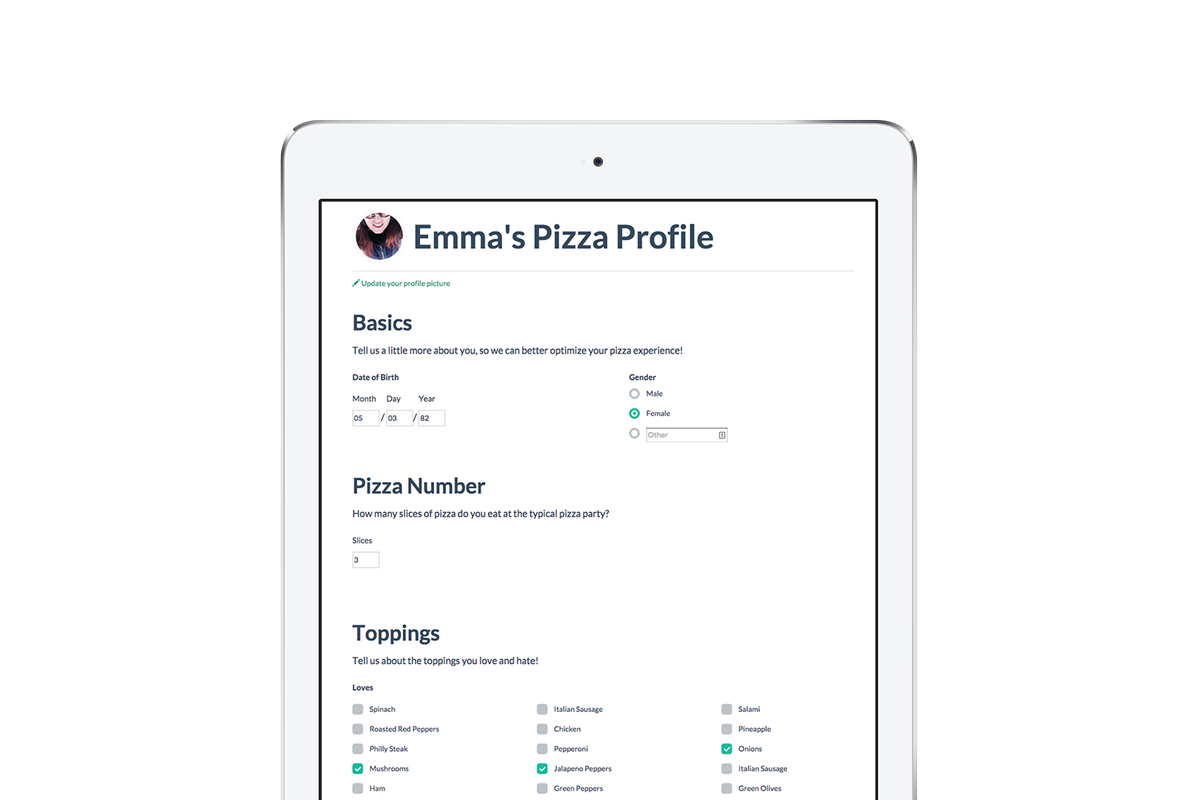 Emma's Pizza Profile
Update your profile picture
Basics
Tell us a little more about you, so we can better optimize your pizza experience!
Date of Birth
Month Day Year
05 / 03 / 82
Gender
Male
Female
Other
Pizza Number
How many slices of pizza do you eat at the typical pizza party?
Slices
3
Toppings
Tell us about the toppings you love and hate!
Loves
Spinach Italian Sausage Salami
Roasted Red Peppers Chicken Pineapple
Philly Steak Pepperoni Onions
Mushrooms Jalapeno Peppers Italian Sausage
Ham Green Peppers Green Olives